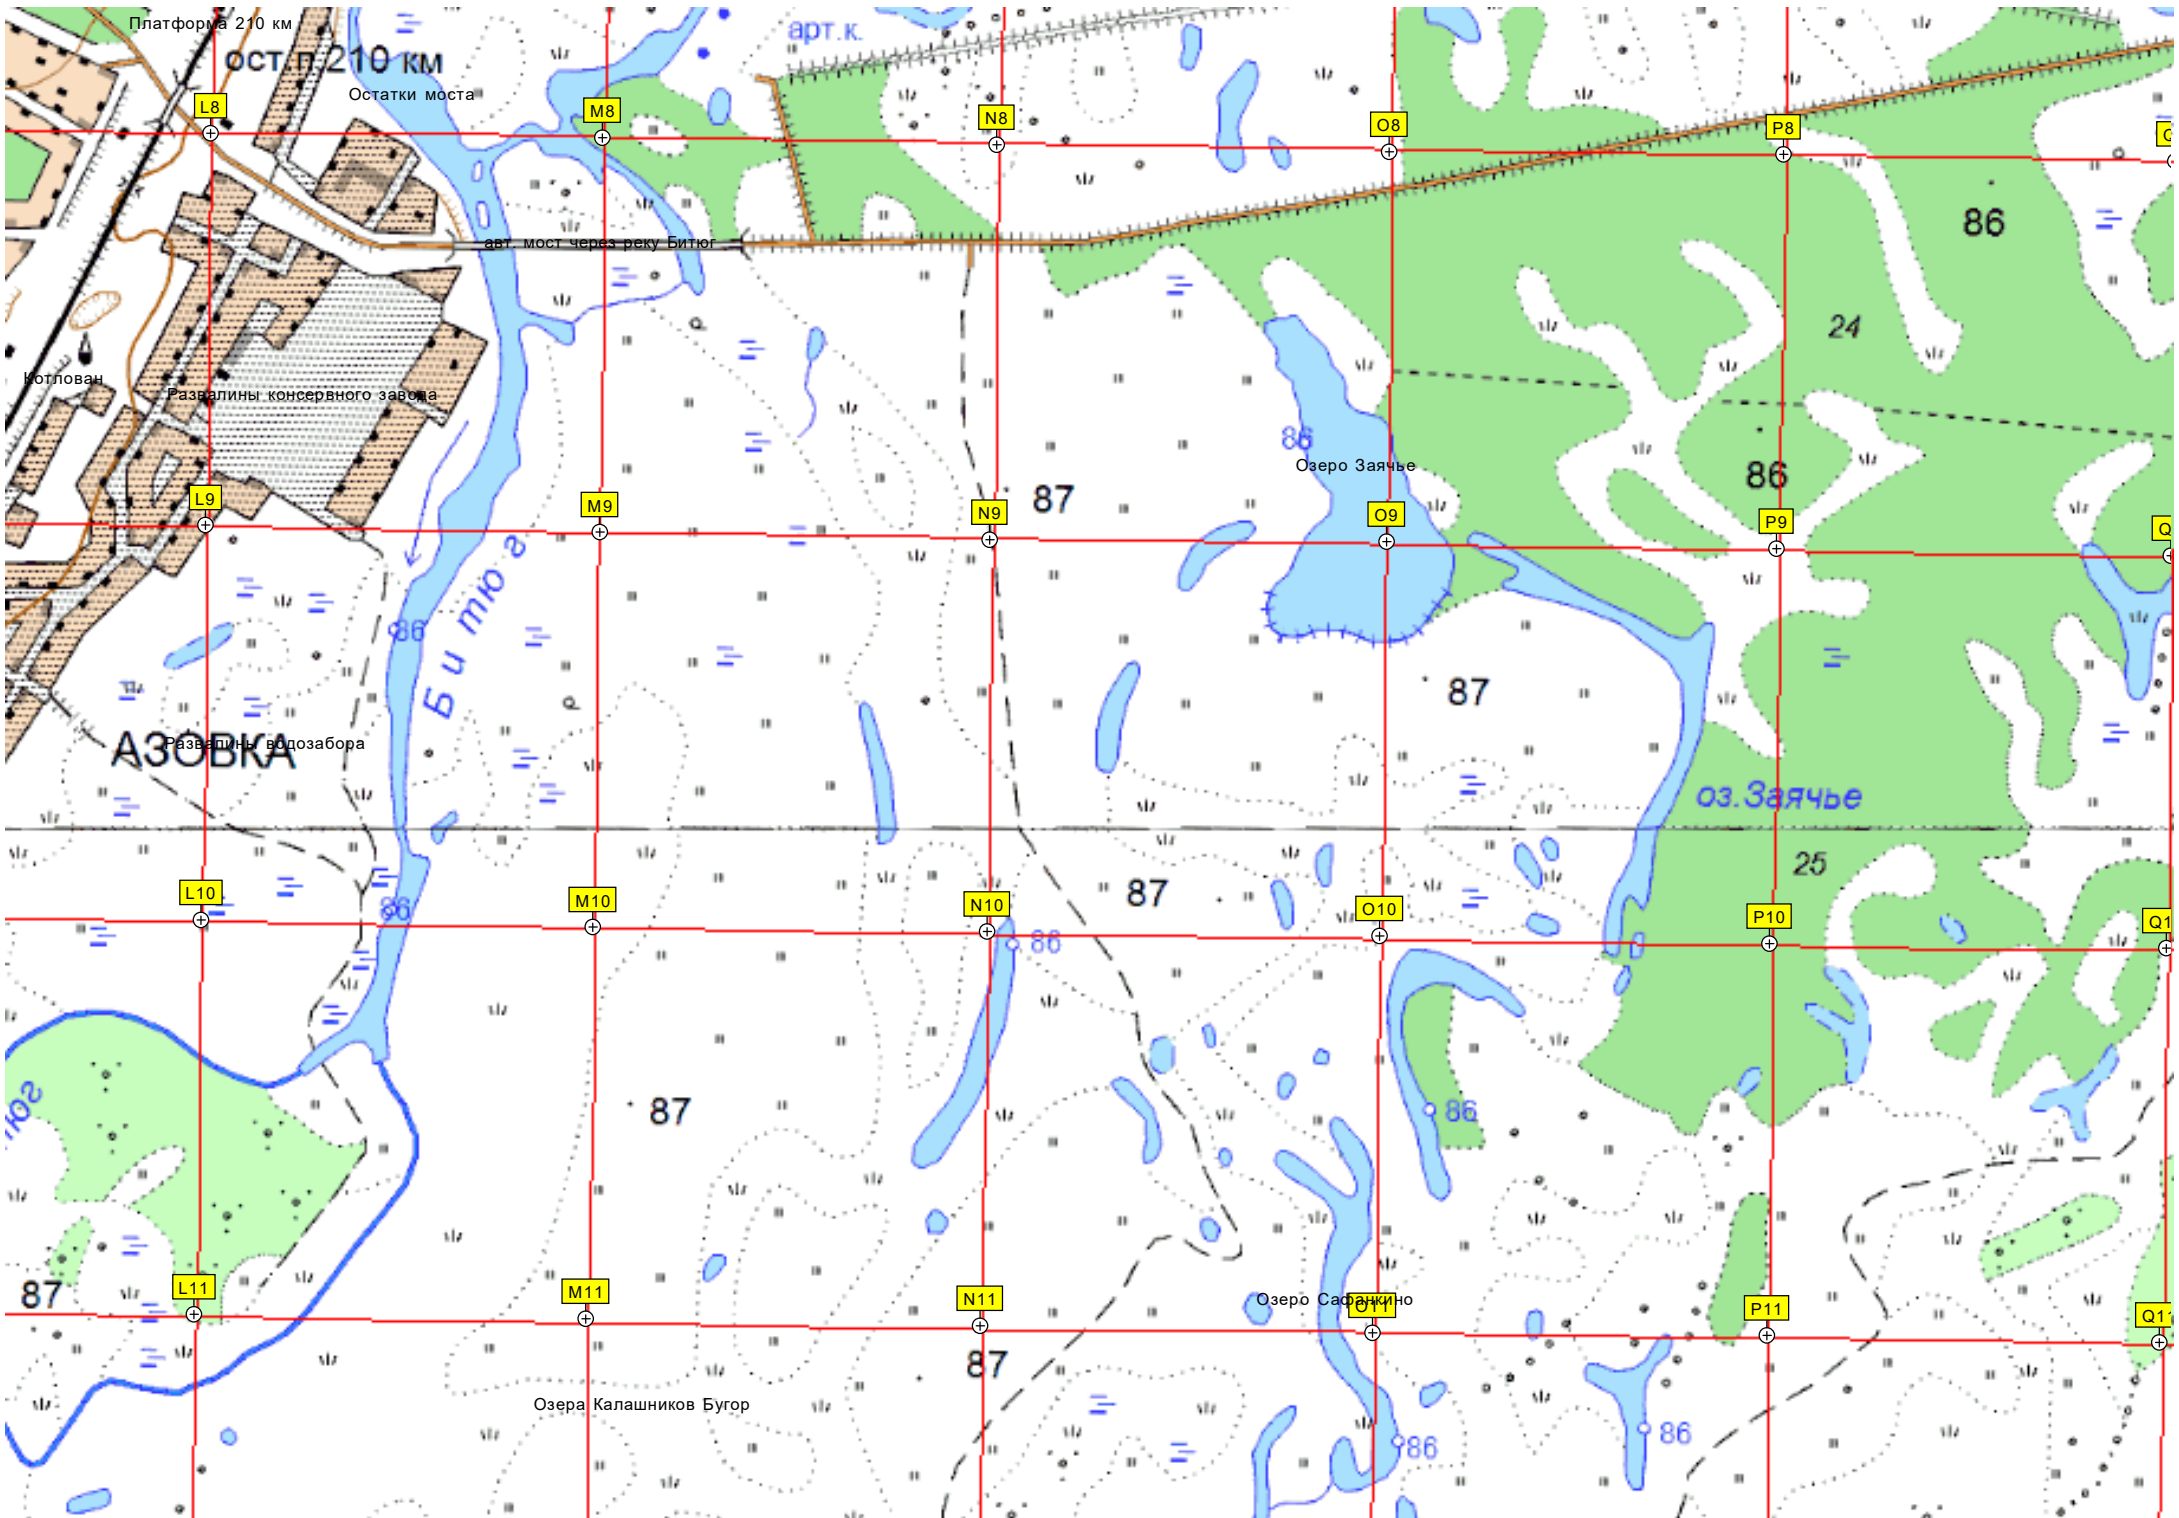 Платформа 210 км
арт.к.
ост.п.210 км
Остатки моста
L8
M8
N8
O8
P8
86
авт. мост через реку Битюг
24
Котлован
Развалины консервного завода
86
Озеро Заячье
86
L9
M9
N9
87
O9
P9
Q
86
Битюг
87
АЗОВКА
Развалины водозабора
оз.Заячье
25
L10
M10
N10
87
O10
P10
Q1
86
86
87
86
юг
L11
87
M11
N11
Озеро Сафанкино
O11
P11
Q11
87
Озера Калашников Бугор
86
86